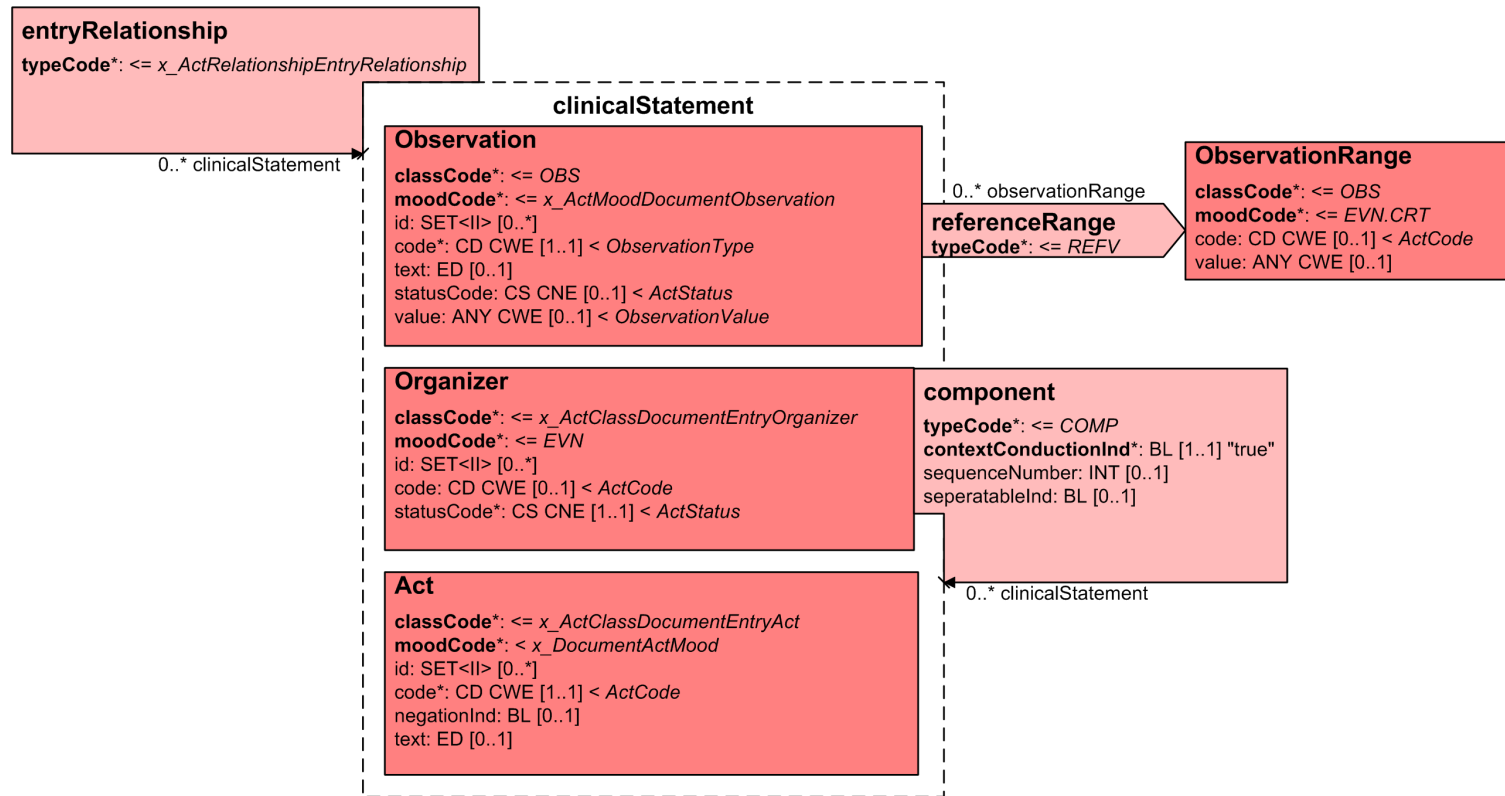 entryRelationship
typeCode*: <= x_ActRelationshipEntryRelationship
0..* clinicalStatement
clinicalStatement
Observation
classCode*: <= OBS
moodCode*: <= x_ActMoodDocumentObservation
id: SET<II> [0..*]
code*: CD CWE [1..1] < ObservationType
text: ED [0..1]
statusCode: CS CNE [0..1] < ActStatus
value: ANY CWE [0..1] < ObservationValue
0..* observationRange
referenceRange
typeCode*: <= REFV
ObservationRange
classCode*: <= OBS
moodCode*: <= EVN.CRT
code: CD CWE [0..1] < ActCode
value: ANY CWE [0..1]
Organizer
classCode*: <= x_ActClassDocumentEntryOrganizer
moodCode*: <= EVN
id: SET<II> [0..*]
code: CD CWE [0..1] < ActCode
statusCode*: CS CNE [1..1] < ActStatus
component
typeCode*: <= COMP
contextConductionInd*: BL [1..1] "true"
sequenceNumber: INT [0..1]
seperatableInd: BL [0..1]
0..* clinicalStatement
Act
classCode*: <= x_ActClassDocumentEntryAct
moodCode*: < x_DocumentActMood
id: SET<II> [0..*]
code*: CD CWE [1..1] < ActCode
negationInd: BL [0..1]
text: ED [0..1]